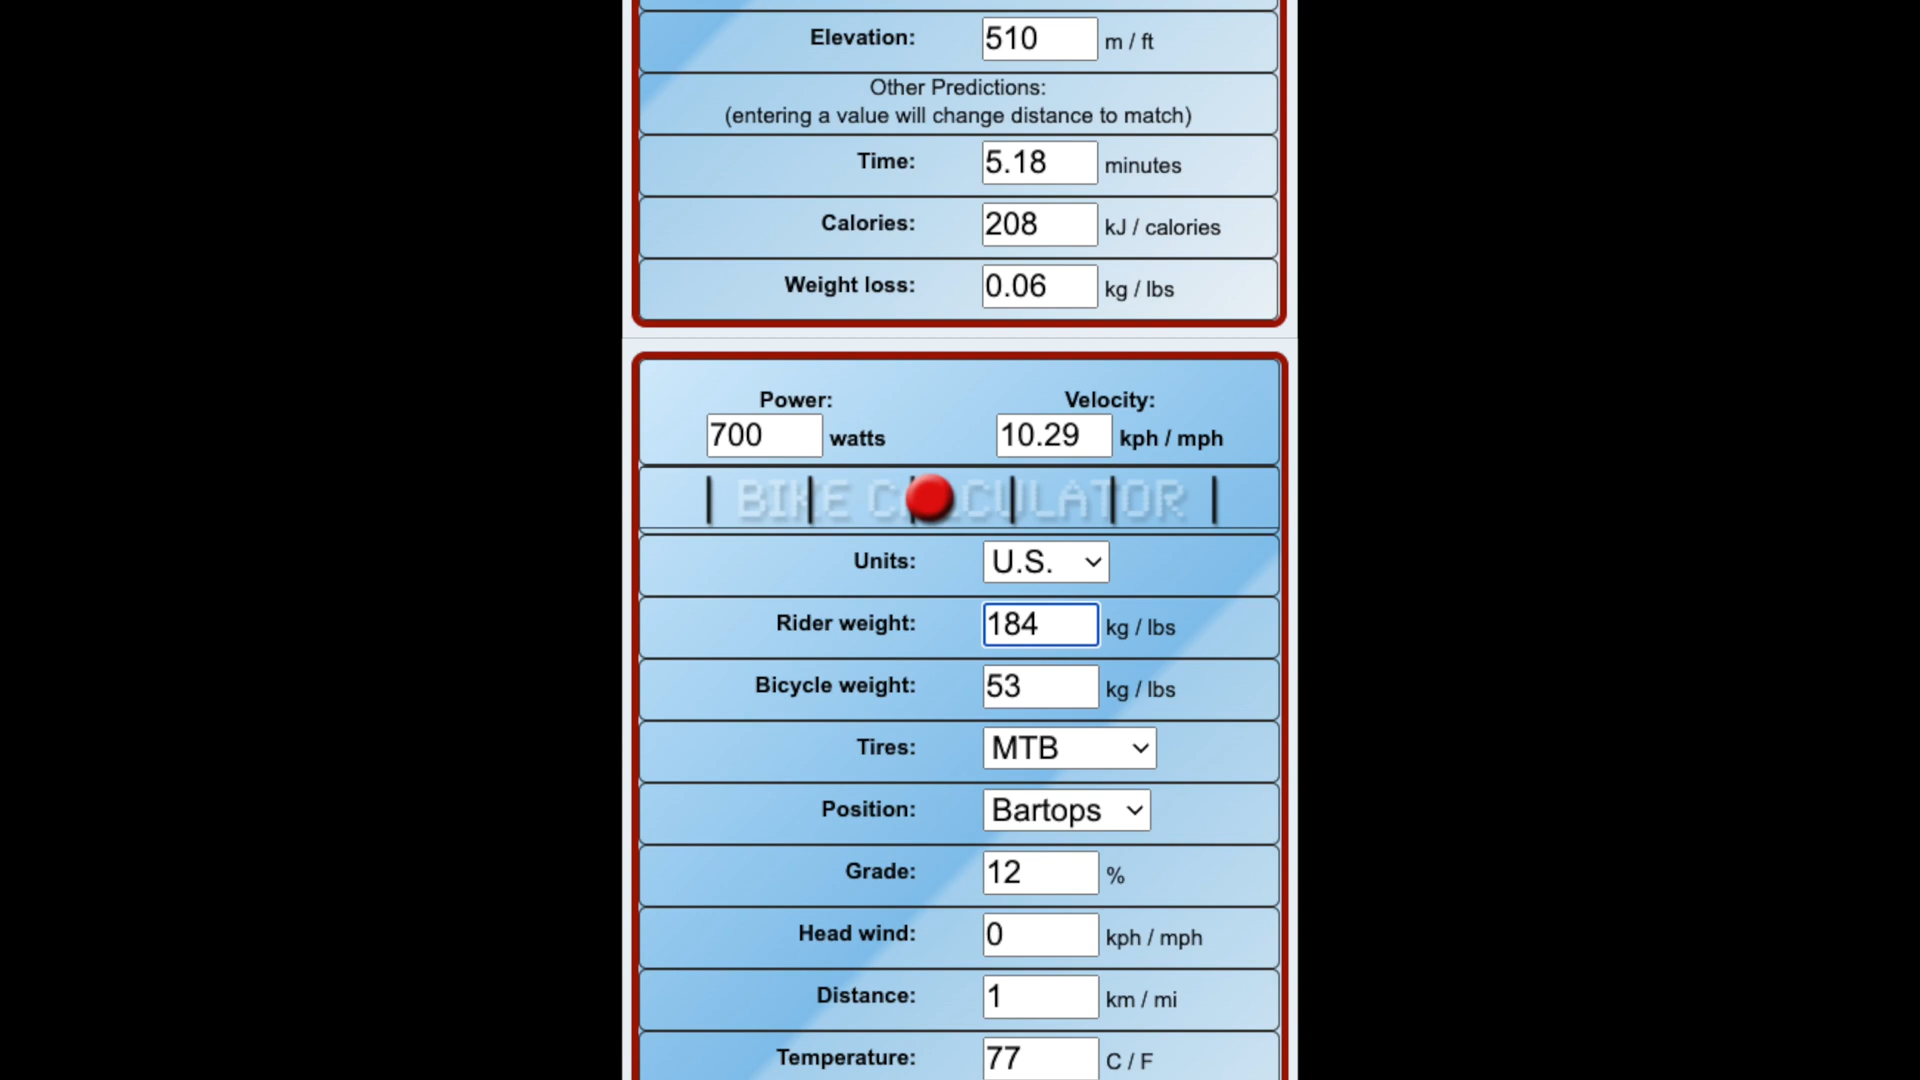 Elevation: 510 m / ft
Other Predictions:
(entering a value will change distance to match)
Time: 5.18 minutes
Calories: 208 kJ / calories
Weight loss: 0.06 kg / lbs
Power: Velocity:
700 watts 10.29 kph / mph
BIKE CALCULATOR
Units: U.S.
Rider weight: 184 kg / lbs
Bicycle weight: 53 kg / lbs
Tires: MTB
Position: Bartops
Grade: 12 %
Head wind: 0 kph / mph
Distance: 1 km / mi
Temperature: 77 C / F